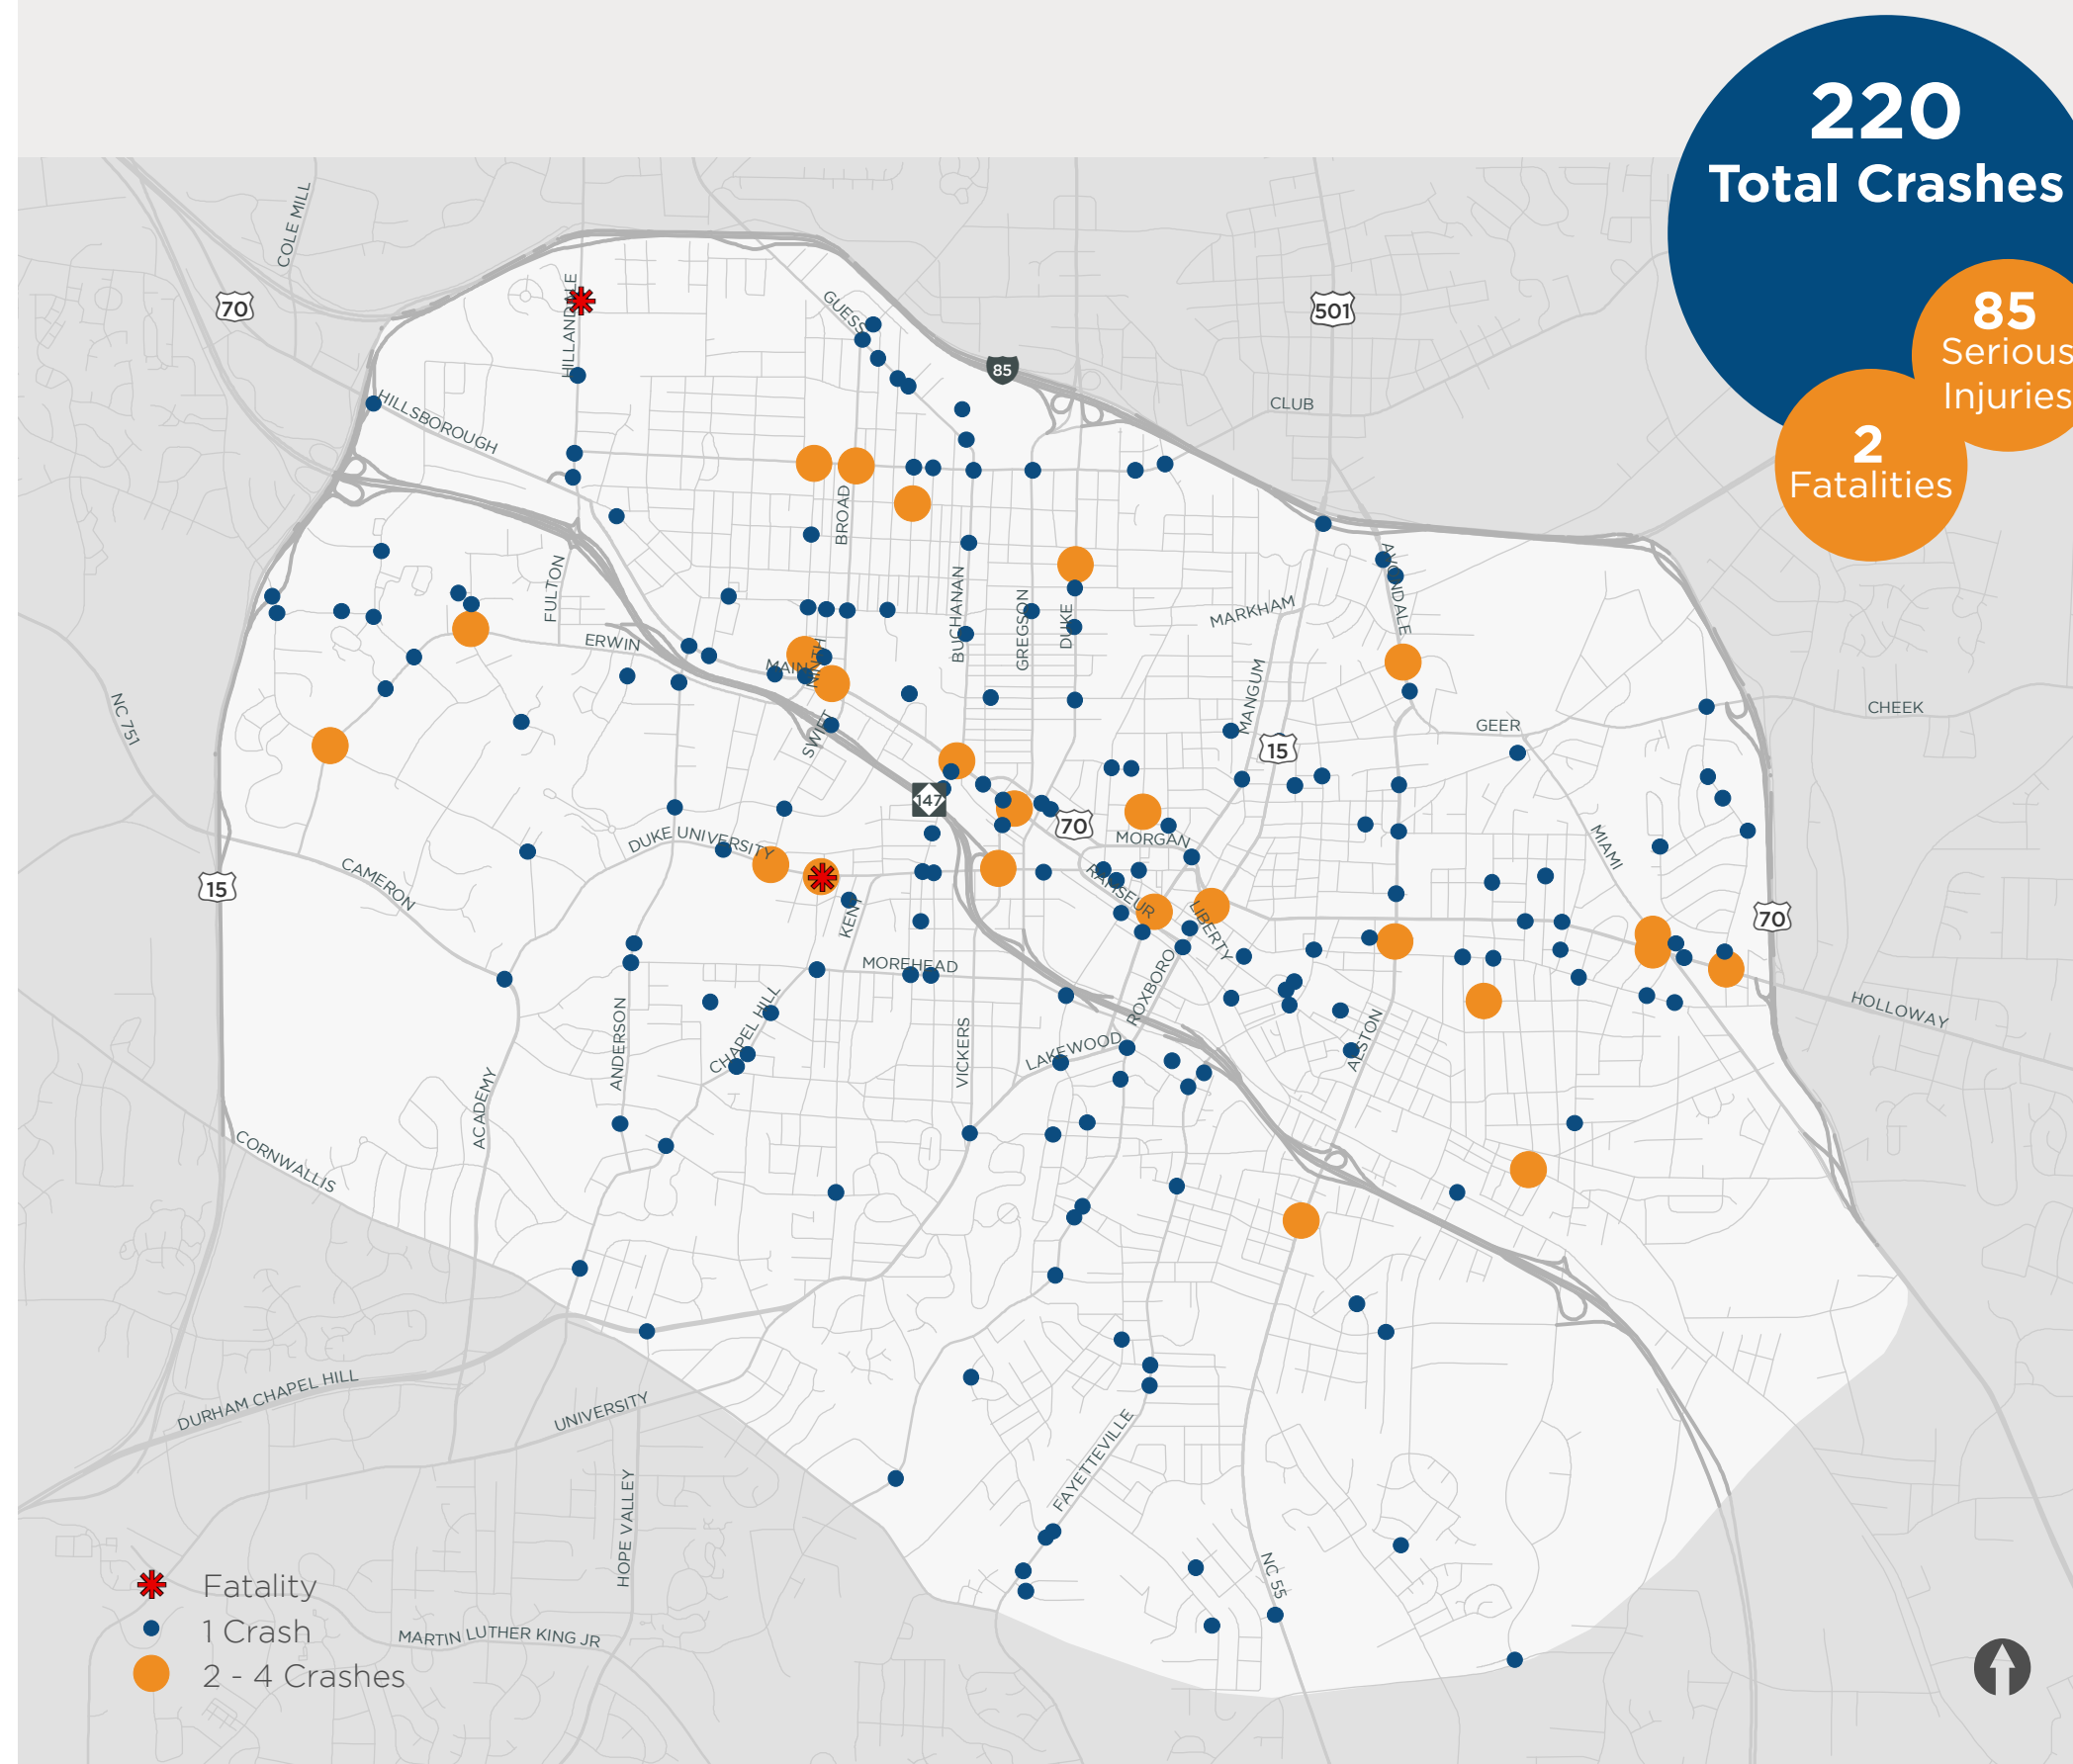 220
Total Crashes
85
Serious
Injuries
2
Fatalities
COLE MILL
70
HILLANDALE
GUESS
501
85
CLUB
HILLSBOROUGH
BROAD
FULTON
ERWIN
BUCHANAN
GREGSON
DUKE
MARKHAM
AVONDALE
MAIN
NINTH
MANGUM
NC 751
SWIFT
15
GEER
CHEEK
147
70
MORGAN
MIAMI
DUKE UNIVERSITY
CAMERON
15
RAMSEUR
LIBERTY
KENT
70
MOREHEAD
ROXBORO
HOLLOWAY
ANDERSON
CHAPEL HILL
VICKERS
LAKEWOOD
ALSTON
ACADEMY
CORNWALLIS
DURHAM CHAPEL HILL
UNIVERSITY
FAYETTEVILLE
HOPE VALLEY
NC 55
MARTIN LUTHER KING JR
Fatality
1 Crash
2 - 4 Crashes